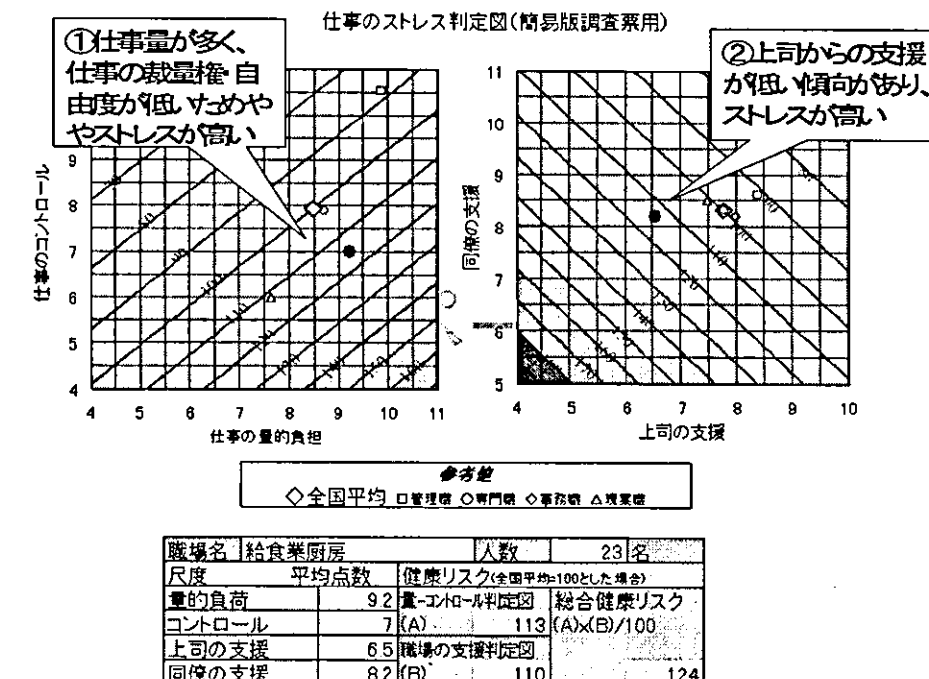 仕事のストレス判定図(簡易版調査票用)
①仕事量が多く、
仕事の裁量権・自
由度が低いためや
やストレスが高い
②上司からの支援
が低い傾向があり、
ストレスが高い
仕事のコントロール
9
8
7
6
5
4
4 5 6 7 8 9 10 11
仕事の量的負担
同僚の支援
11
10
9
8
7
6
5
4 5 6 7 8 9 10
上司の支援
参考値
◇全国平均 □管理職 ○専門職 ◇事務職 △現業職
職場名 給食業厨房 人数 23 名
尺度 平均点数 健康リスク(全国平均=100とした場合)
量的負荷 9.2 量-コントロール判定図 総合健康リスク
コントロール 7 (A) 113 (A)x(B)/100
上司の支援 6.5 職場の支援判定図
同僚の支援 8.2 (B) 110 124